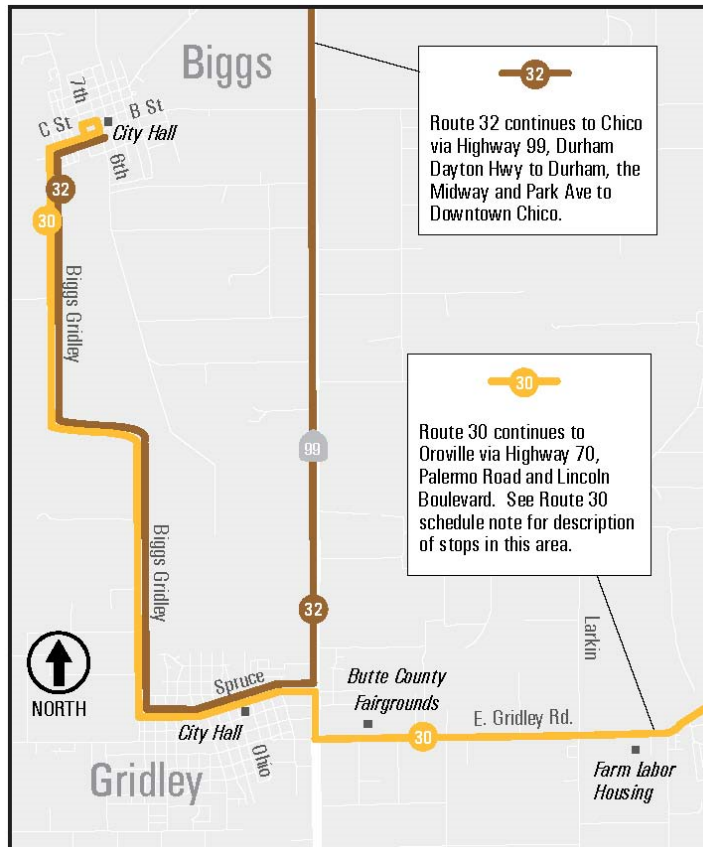 Biggs
7th
B St
C St
City Hall
6th
32
30
Biggs Gridley
32
Route 32 continues to Chico
via Highway 99, Durham
Dayton Hwy to Durham, the
Midway and Park Ave to
Downtown Chico.
30
Route 30 continues to
Oroville via Highway 70,
Palermo Road and Lincoln
Boulevard. See Route 30
schedule note for description
of stops in this area.
99
Biggs Gridley
32
Larkin
NORTH
Spruce
Butte County
Fairgrounds
City Hall
Ohio
30
E. Gridley Rd.
Gridley
Farm Labor
Housing